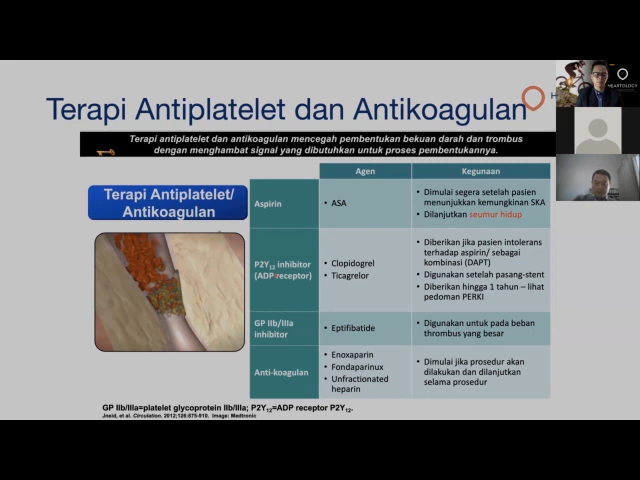 HEARTOLOGY
Terapi Antiplatelet dan Antikoagulan
Terapi antiplatelet dan antikoagulan mencegah pembentukan bekuan darah dan trombus
dengan menghambat signal yang dibutuhkan untuk proses pembentukannya.
Terapi Antiplatelet/
Antikoagulan
Agen
Kegunaan
Aspirin
• ASA
• Dimulai segera setelah pasien
menunjukkan kemungkinan SKA
• Dilanjutkan seumur hidup
P2Y12 inhibitor
(ADP receptor)
• Clopidogrel
• Ticagrelor
• Diberikan jika pasien intolerans
terhadap aspirin/ sebagai
kombinasi (DAPT)
• Digunakan setelah pasang-stent
• Diberikan hingga 1 tahun – lihat
pedoman PERKI
GP IIb/IIIa
inhibitor
• Eptifibatide
• Digunakan untuk pada beban
thrombus yang besar
Anti-koagulan
• Enoxaparin
• Fondaparinux
• Unfractionated
heparin
• Dimulai jika prosedur akan
dilakukan dan dilanjutkan
selama prosedur
GP IIb/IIIa=platelet glycoprotein IIb/IIIa; P2Y12=ADP receptor P2Y12.
Jneid, et al. Circulation. 2012;126:875-910. Image: Medtronic